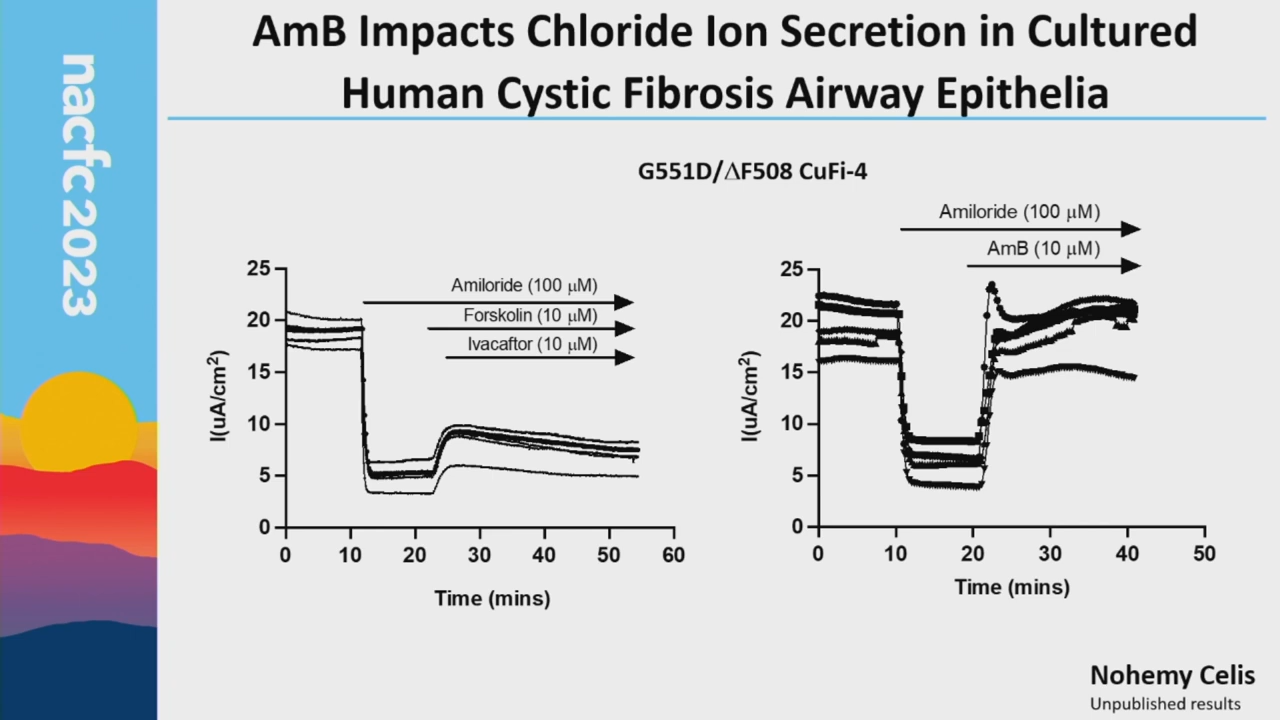 AmB Impacts Chloride Ion Secretion in Cultured
Human Cystic Fibrosis Airway Epithelia
nacfc 2023
G551D/ΔF508 CuFi-4
Amiloride (100 μM)
Forskolin (10 μM)
Ivacaftor (10 μM)
I(uA/cm²)
25
20
15
10
5
0
0 10 20 30 40 50 60
Time (mins)
Amiloride (100 μM)
AmB (10 μM)
I(uA/cm²)
25
20
15
10
5
0
0 10 20 30 40 50
Time (mins)
Nohemy Celis
Unpublished results